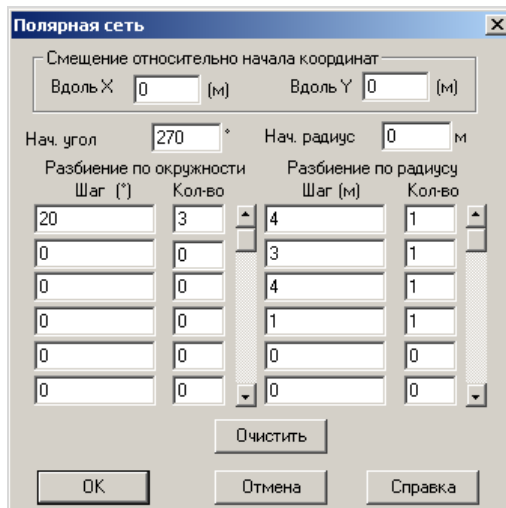 Полярная сеть
Смещение относительно начала координат
Вдоль X 0 (м) Вдоль Y 0 (м)
Нач. угол 270 ° Нач. радиус 0 м
Разбиение по окружности Разбиение по радиусу
Шаг (°) Кол-во Шаг (м) Кол-во
20 3 4 1
0 0 3 1
0 0 4 1
0 0 1 1
0 0 0 0
0 0 0 0
Очистить
ОК Отмена Справка